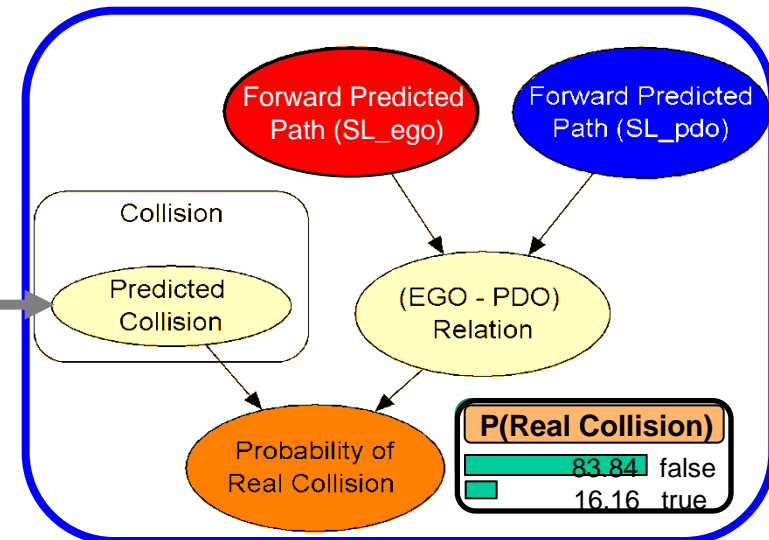 Forward Predicted
Path (SL_ego)
Forward Predicted
Path (SL_pdo)
Collision
Predicted
Collision
(EGO - PDO)
Relation
Probability of
Real Collision
P(Real Collision)
83.84 false
16.16 true